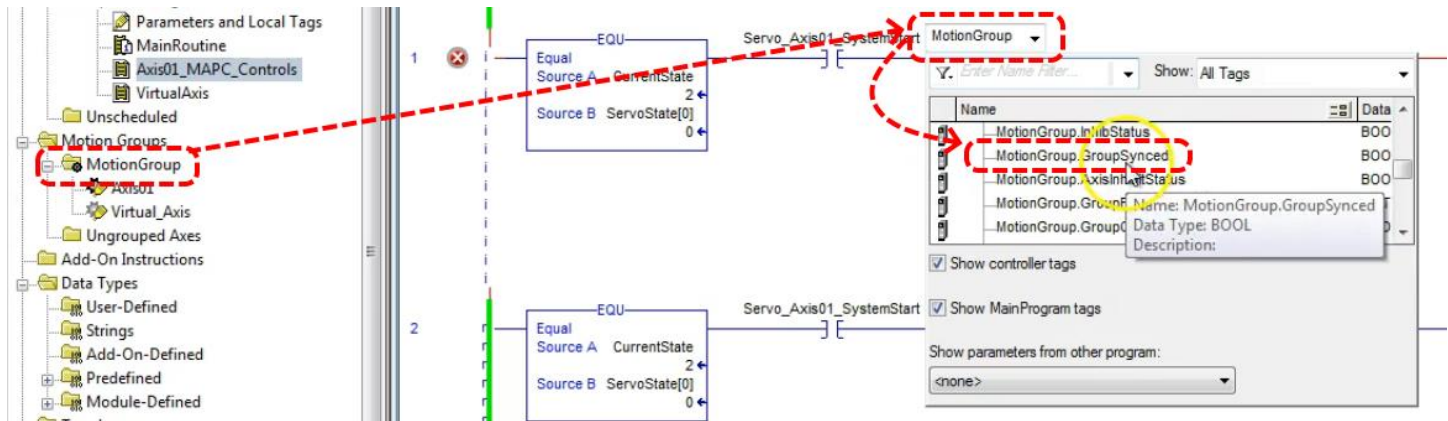 Parameters and Local Tags
MainRoutine
Axis01_MAPC_Controls
VirtualAxis
Unscheduled
Motion Groups
MotionGroup
Axis01
Virtual_Axis
Ungrouped Axes
Add-On Instructions
Data Types
User-Defined
Strings
Add-On-Defined
Predefined
Module-Defined
1
EQU
Equal
Source A CurrentState
2
Source B ServoState[0]
0
Servo_Axis01_SystemStart
2
EQU
Equal
Source A CurrentState
2
Source B ServoState[0]
0
Servo_Axis01_SystemStart
MotionGroup
Enter Name Filter...
Show: All Tags
Name Data
MotionGroup.InhibStatus BOO
MotionGroup.GroupSynced BOO
BOO
Name: MotionGroup.GroupSynced
Data Type: BOOL
Description:
Show controller tags
Show MainProgram tags
Show parameters from other program:
<none>